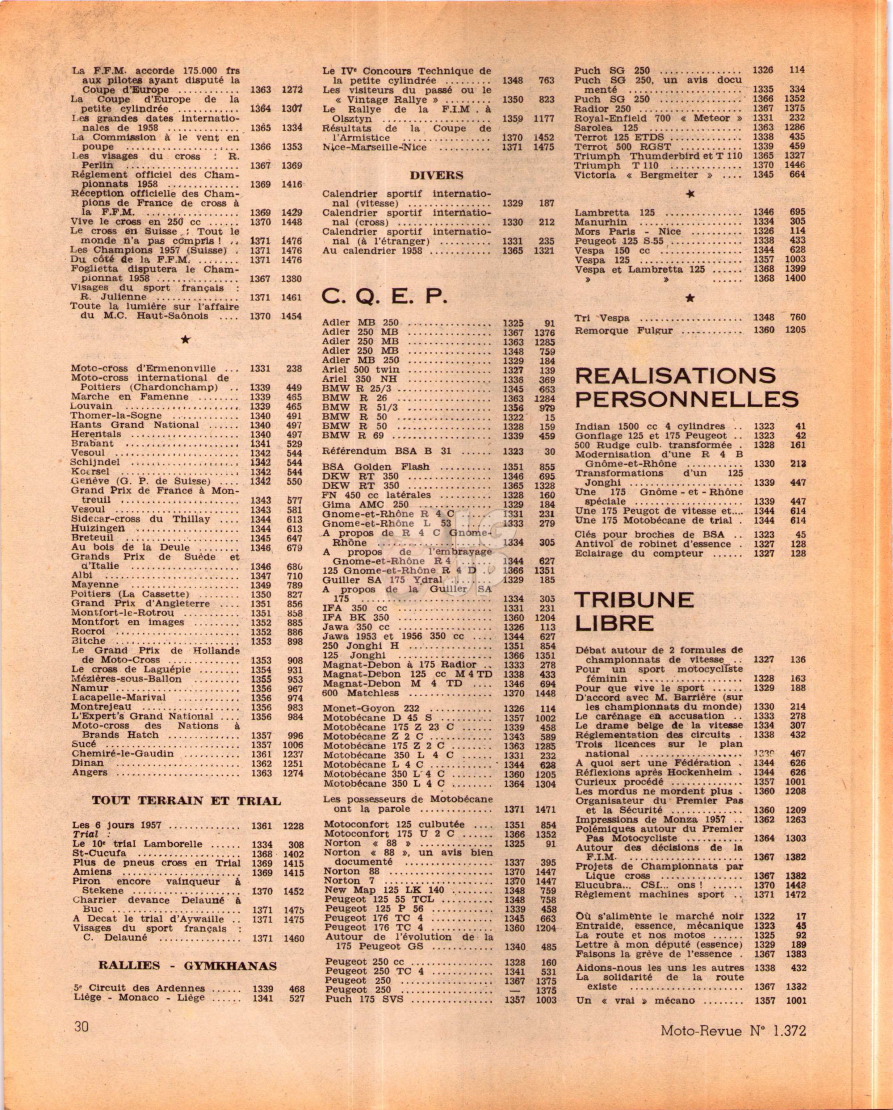 La F.F.M. accorde 175.000 frs
aux pilotes ayant disputé la
Coupe d'Europe ............ 1363 1272
La Coupe d'Europe de la
petite cylindrée ............ 1364 1307
Les grandes dates internatio-
nales de 1958 .............. 1365 1334
La Commission à le vent en
poupe ...................... 1366 1353
Les visages du cross : R.
Perlin ...................... 1367 1369
Réglement officiel des Cham-
pionnats 1958 .............. 1369 1416
Réception officielle des Cham-
pions de France de cross à
la F.F.M. .................. 1369 1429
Vive le cross en 250 cc ...... 1370 1448
Le cross en Suisse : Tout le
monde n'a pas compris ! .. 1371 1476
Les Champions 1957 (Suisse) . 1371 1476
Du côté de la F.F.M. ........ 1371 1476
Foglietta disputera le Cham-
pionnat 1958 ................ 1367 1380
Visages du sport français :
R. Julienne ................ 1371 1461
Toute la lumière sur l'affaire
du M.C. Haut-Saônois .... 1370 1454
★
Moto-cross d'Ermenonville ... 1331 238
Moto-cross international de
Poitiers (Chardonchamp) .. 1339 449
Marche en Famenne .......... 1339 465
Louvain ...................... 1339 465
Thomer-la-Sogne ............ 1340 491
Hants Grand National ...... 1340 497
Herentals .................... 1340 497
Brabant ...................... 1341 529
Vesoul ...................... 1342 544
Schijndel .................... 1342 544
Koersel ...................... 1342 544
Genève (G. P. de Suisse) .... 1342 550
Grand Prix de France à Mon-
treuil ...................... 1343 577
Vesoul ...................... 1343 581
Sidecar-cross du Thillay .... 1344 613
Huizingen .................... 1344 613
Breteuil ...................... 1345 647
Au bois de la Deule ........ 1346 679
Grands Prix de Suède et
d'Italie .................... 1346 680
Albi .......................... 1347 710
Mayenne .................... 1349 789
Poitiers (La Cassette) ...... 1350 827
Grand Prix d'Angleterre .... 1351 856
Montfort-le-Rotrou .......... 1351 858
Montfort en images .......... 1352 885
Rocroi ...................... 1352 886
Bitche ........................ 1353 898
Le Grand Prix de Hollande
de Moto-Cross .............. 1353 908
Le cross de Laguépie ........ 1354 931
Mézières-sous-Ballon ........ 1355 953
Namur ...................... 1356 967
Lacapelle-Marival ............ 1356 974
Montrejeau .................. 1356 983
L'Expert's Grand National .... 1356 984
Moto-cross des Nations à
Brands Hatch .............. 1357 996
Sucé .......................... 1357 1006
Chemiré-le-Gaudin .......... 1361 1237
Dinan ........................ 1362 1251
Angers ...................... 1363 1274
TOUT TERRAIN ET TRIAL
Les 6 jours 1957 ............ 1361 1228
Trial :
Le 10e trial Lamborelle ...... 1334 308
St-Cucufa .................... 1368 1402
Plus de pneus cross en Trial 1369 1415
Amiens ...................... 1369 1415
Piron encore vainqueur à
Stekene .................... 1370 1452
Charrier devance Delauné à
Buc ........................ 1371 1475
A Decat le trial d'Aywaille .. 1371 1475
Visages du sport français :
C. Delauné ................ 1371 1460
RALLIES - GYMKHANAS
5e Circuit des Ardennes ...... 1339 468
Liége - Monaco - Liége ...... 1341 527
Le IVe Concours Technique de
la petite cylindrée ........ 1348 763
Les visiteurs du passé ou le
« Vintage Rallye » ........ 1350 823
Le Rallye de la F.I.M. à
Olsztyn .................... 1359 1177
Résultats de la Coupe de
l'Armistice ................ 1370 1452
Nice-Marseille-Nice .......... 1371 1475
DIVERS
Calendrier sportif internatio-
nal (vitesse) .............. 1329 187
Calendrier sportif internatio-
nal (cross) ................ 1330 212
Calendrier sportif internatio-
nal (à l'étranger) .......... 1331 235
Au calendrier 1958 .......... 1365 1321
C. Q. E. P.
Adler MB 250 ................ 1325 91
Adler 250 MB ................ 1367 1376
Adler 250 MB ................ 1363 1285
Adler 250 MB ................ 1348 759
Adler MB 250 ................ 1329 184
Ariel 500 twin .............. 1327 139
Ariel 350 NH ................ 1336 369
BMW R 25/3 ................ 1345 663
BMW R 26 .................. 1363 1284
BMW R 51/3 ................ 1356 979
BMW R 50 .................. 1322 15
BMW R 50 .................. 1328 159
BMW R 69 .................. 1339 459
Référendum BSA B 31 ...... 1323 30
BSA Golden Flash .......... 1351 855
DKW RT 350 ................ 1346 695
DKW RT 350 ................ 1365 1328
FN 450 cc latérales .......... 1328 160
Gima AMC 250 .............. 1329 184
Gnome-et-Rhône R 4 C ...... 1331 231
Gnome-et-Rhône L 53 ...... 1333 279
A propos de R 4 C Gnome-
Rhône ...................... 1334 305
A propos de l'embrayage
Gnome-et-Rhône R 4 ...... 1344 627
125 Gnome-et-Rhône R 4 D .. 1366 1351
Guiller SA 175 Ydral ........ 1329 185
A propos de la Guiller SA
175 ........................ 1334 305
IFA 350 cc .................. 1331 231
IFA BK 350 .................. 1360 1204
Jawa 350 cc .................. 1326 113
Jawa 1953 et 1956 350 cc .... 1344 627
250 Jonghi H ................ 1351 854
125 Jonghi .................. 1366 1351
Magnat-Debon à 175 Radior .. 1333 278
Magnat-Debon 125 cc M 4 TD 1338 433
Magnat-Debon M 4 TD .... 1346 694
600 Matchless ................ 1370 1448
Monet-Goyon 232 ............ 1326 114
Motobécane D 45 S .......... 1357 1002
Motobécane 175 Z 23 C ...... 1339 458
Motobécane Z 2 C .......... 1343 589
Motobécane 175 Z 2 C ...... 1363 1285
Motobécane 350 L 4 C ...... 1331 232
Motobécane L 4 C .......... 1344 628
Motobécane 350 L 4 C ...... 1360 1205
Motobécane 350 L 4 C ...... 1364 1304
Les possesseurs de Motobécane
ont la parole .............. 1371 1471
Motoconfort 125 culbutée .... 1351 854
Motoconfort 175 U 2 C ...... 1366 1352
Norton « 88 » .............. 1325 91
Norton « 88 », un avis bien
documenté ................ 1337 395
Norton 88 .................... 1370 1447
Norton 7 .................... 1370 1447
New Map 125 LK 140 ...... 1348 759
Peugeot 125 55 TCL ........ 1348 758
Peugeot 125 P 56 .......... 1339 458
Peugeot 176 TC 4 .......... 1345 663
Peugeot 176 TC 4 .......... 1360 1204
Autour de l'évolution de la
175 Peugeot GS .......... 1340 485
Peugeot 250 cc .............. 1328 160
Peugeot 250 TC 4 .......... 1341 531
Peugeot 250 ................ 1367 1375
Peugeot 250 ................ — 1375
Puch 175 SVS .............. 1357 1003
Puch SG 250 ................ 1326 114
Puch SG 250, un avis docu
menté ...................... 1335 334
Puch SG 250 ................ 1366 1352
Radior 250 .................. 1367 1375
Royal-Enfield 700 « Meteor » 1331 232
Sarolea 125 .................. 1363 1286
Terrot 125 ETDS ............ 1338 435
Terrot 500 RGST ............ 1339 459
Triumph Thunderbird et T 110 1365 1327
Triumph T 110 .............. 1370 1446
Victoria « Bergmeiter » .... 1345 664
★
Lambretta 125 .............. 1346 695
Manurhin .................... 1334 305
Mors Paris - Nice .......... 1326 114
Peugeot 125 S 55 ............ 1338 433
Vespa 150 cc ................ 1344 628
Vespa 125 .................... 1357 1003
Vespa et Lambretta 125 ...... 1368 1399
» » ...... 1368 1400
★
Tri Vespa .................... 1348 760
Remorque Fulgur ............ 1360 1205
REALISATIONS
PERSONNELLES
Indian 1500 cc 4 cylindres .. 1323 41
Gonflage 125 et 175 Peugeot .. 1323 42
500 Rudge culb. transformée . 1328 161
Modernisation d'une R 4 B
Gnôme-et-Rhône .......... 1330 213
Transformations d'un 125
Jonghi ...................... 1339 447
Une 175 Gnôme - et - Rhône
spéciale .................... 1339 447
Une 175 Peugot de vitesse et.... 1344 614
Une 175 Motobécane de trial . 1344 614
Clés pour broches de BSA .. 1323 45
Antivol de robinet d'essence . 1327 128
Eclairage du compteur ...... 1327 128
TRIBUNE
LIBRE
Débat autour de 2 formules de
championnats de vitesse .. 1327 136
Pour un sport motocycliste
féminin .................... 1328 163
Pour que vive le sport ...... 1329 188
D'accord avec M. Barrière (sur
les championnats du monde) 1330 214
Le carénage en accusation .. 1333 278
Le drame belge de la vitesse 1334 307
Réglementation des circuits . 1338 432
Trois licences sur le plan
national .................... 467
A quoi sert une Fédération . 1344 626
Réflexions après Hockenheim . 1344 626
Curieux procédé ............ 1357 1001
Les mordus ne mordent plus . 1360 1208
Organisateur du Premier Pas
et la Sécurité .............. 1360 1209
Impressions de Monza 1957 .. 1362 1263
Polémiques autour du Premier
Pas Motocycliste .......... 1364 1303
Autour des décisions de la
F.I.M. ...................... 1367 1382
Projets de Championnats par
Lique cross ................ 1367 1382
Elucubra... CSI... ons ! ...... 1370 1443
Règlement machines sport .. 1371 1472
Où s'alimente le marché noir 1322 17
Entraide, essence, mécanique 1323 45
La route et nos motos ...... 1325 92
Lettre à mon député (essence) 1329 189
Faisons la grève de l'essence . 1367 1383
Aidons-nous les uns les autres 1338 432
La solidarité de la route
existe ...................... 1367 1382
Un « vrai » mécano ........ 1357 1001
30
Moto-Revue N° 1.372